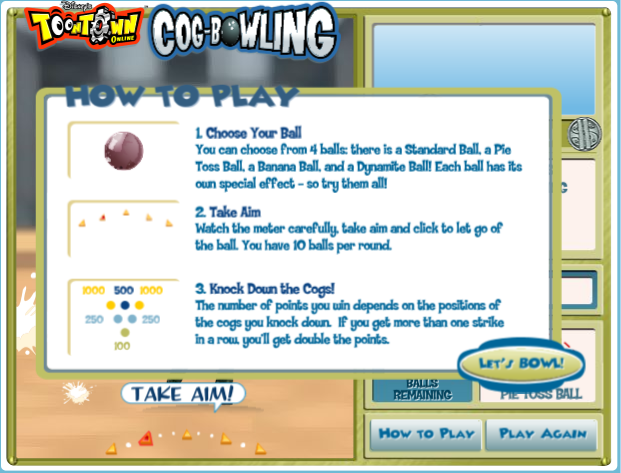 Disney's
TOONTOWN
ONLINE
COG-BOWLING
HOW TO PLAY
1. Choose Your Ball
You can choose from 4 balls: there is a Standard Ball, a Pie
Toss Ball, a Banana Ball, and a Dynamite Ball! Each ball has its
own special effect - so try them all!
2. Take Aim
Watch the meter carefully, take aim and click to let go of
the ball. You have 10 balls per round.
1000 500 1000
250 250
100
3. Knock Down the Cogs!
The number of points you win depends on the positions of
the cogs you knock down. If you get more than one strike
in a row, you'll get double the points.
LET'S BOWL!
BALLS
REMAINING
PIE TOSS BALL
TAKE AIM!
HOW TO PLAY
PLAY AGAIN